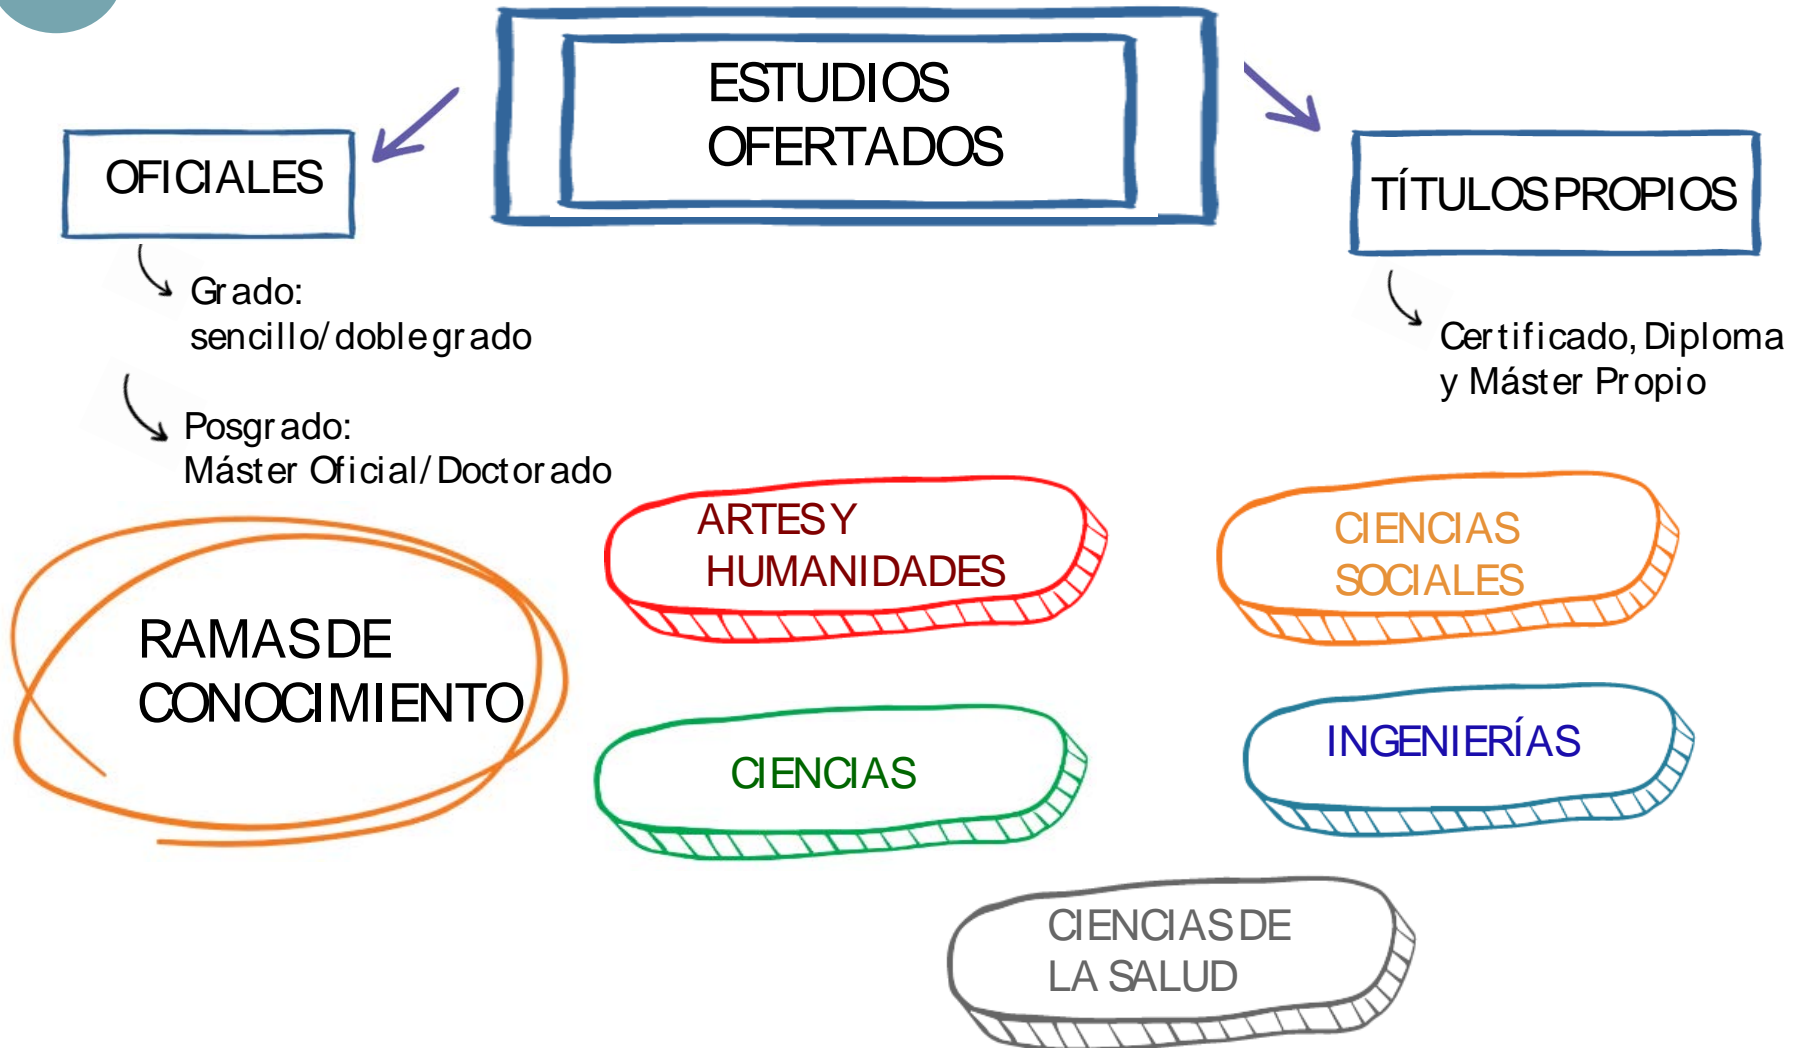 ESTUDIOS
OFERTADOS
OFICIALES
TÍTULOS PROPIOS
Grado:
sencillo/doble grado
Certificado, Diploma
y Máster Propio
Posgrado:
Máster Oficial/Doctorado
RAMAS DE
CONOCIMIENTO
ARTES Y
HUMANIDADES
CIENCIAS
SOCIALES
CIENCIAS
INGENIERÍAS
CIENCIAS DE
LA SALUD